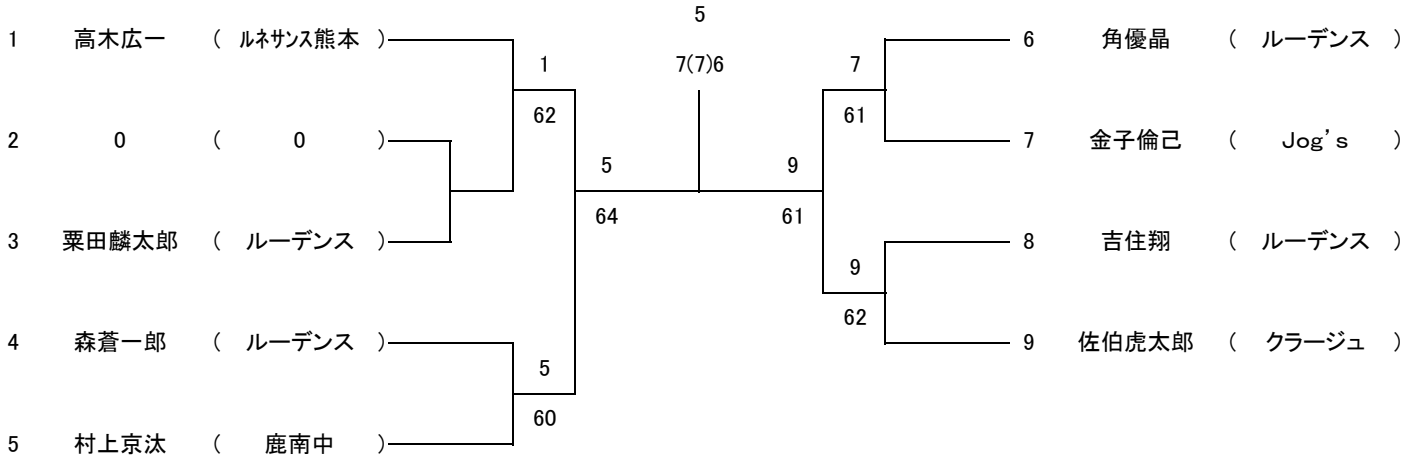 5
7(7)6
1 高木広一 ( ルネサンス熊本 )
1
62
2 0 ( 0 )
3 粟田麟太郎 ( ルーデンス )
5
64
4 森蒼一郎 ( ルーデンス )
5
60
5 村上京汰 ( 鹿南中 )
6 角優晶 ( ルーデンス )
7
61
7 金子倫己 ( Jog's )
9
61
8 吉住翔 ( ルーデンス )
9
62
9 佐伯虎太郎 ( クラージュ )